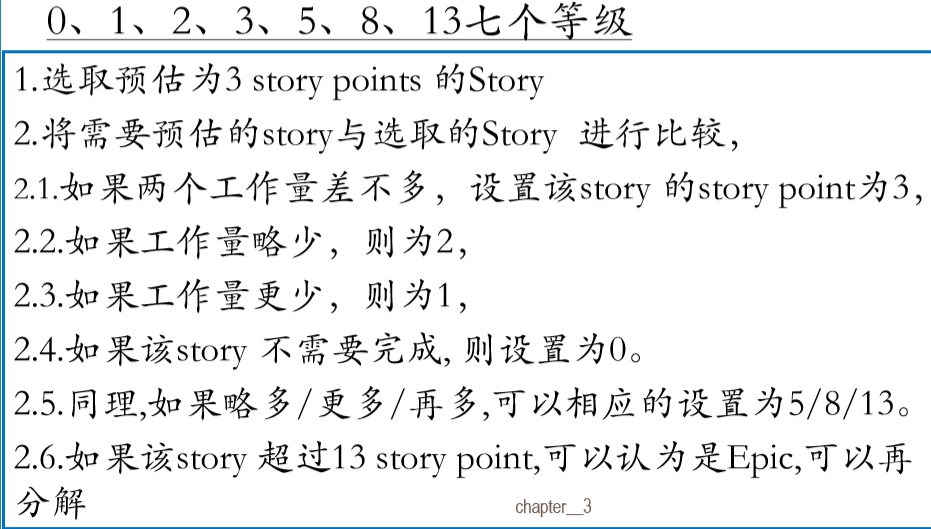 0、1、2、3、5、8、13七个等级
1.选取预估为3 story points 的Story
2.将需要预估的story与选取的Story 进行比较，
2.1.如果两个工作量差不多，设置该story 的story point为3，
2.2.如果工作量略少，则为2，
2.3.如果工作量更少，则为1，
2.4.如果该story 不需要完成, 则设置为0。
2.5.同理,如果略多/更多/再多,可以相应的设置为5/8/13。
2.6.如果该story 超过13 story point,可以认为是Epic,可以再
分解
chapter__3